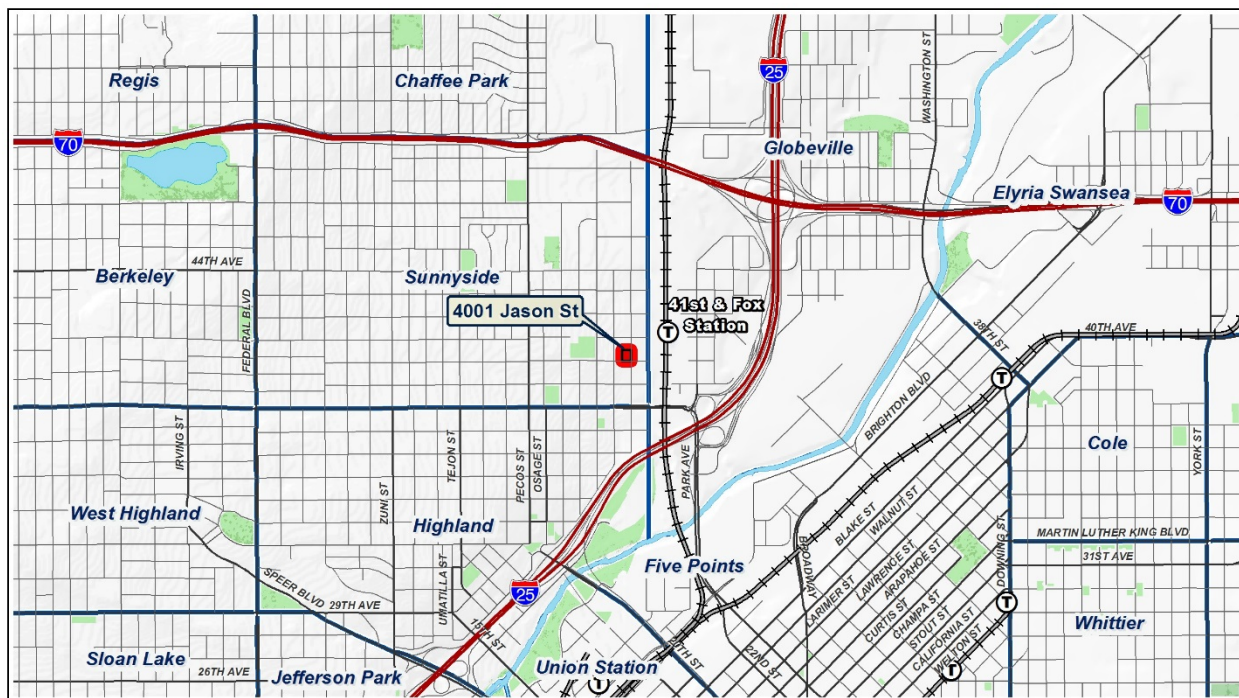 Regis
Chaffee Park
25
WASHINGTON ST
70
Globeville
Elyria Swansea
70
44TH AVE
Berkeley
Sunnyside
4001 Jason St
41st & Fox
Station
T
FEDERAL BLVD
38TH ST
40TH AVE
T
BRIGHTON BLVD
IRVING ST
TEJON ST
PECOS ST
OSAGE ST
PARK AVE
Cole
YORK ST
ZUNI ST
West Highland
Highland
BLAKE ST
WALNUT ST
MARTIN LUTHER KING BLVD
31ST AVE
Five Points
BROADWAY
LARIMER ST
LAWRENCE ST
ARAPAHOE ST
CURTIS ST
CHAMPA ST
STOUT ST
CALIFORNIA ST
WELTON ST
DOWNING ST
T
SPEER BLVD
29TH AVE
UMATILLA ST
25
15TH ST
20TH ST
22ND ST
Whittier
Sloan Lake
26TH AVE
Jefferson Park
Union Station
T
T